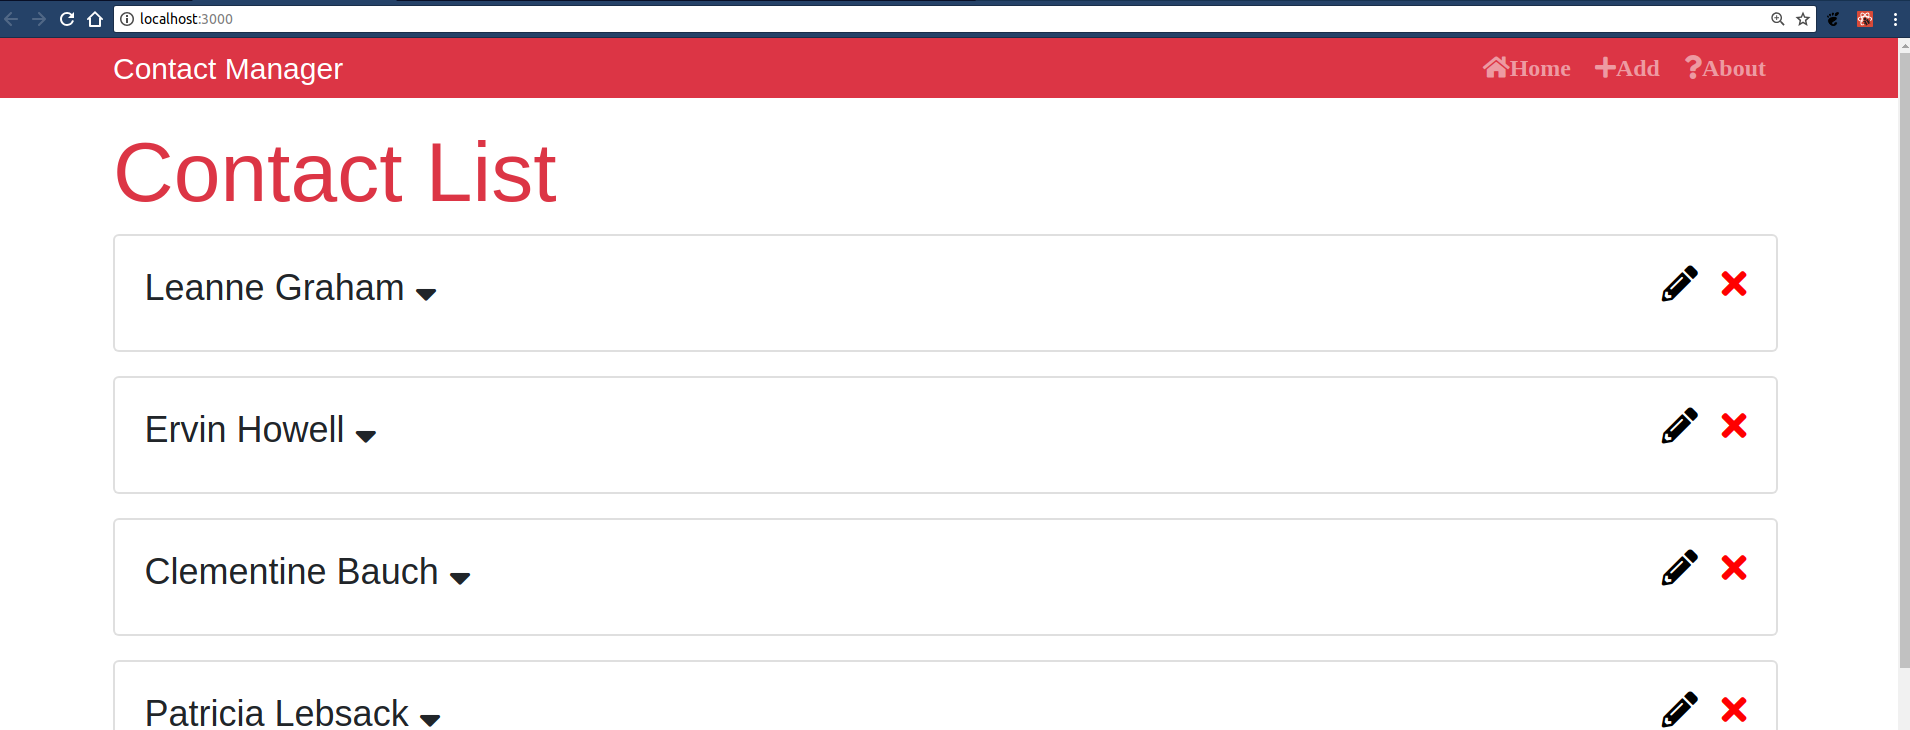 localhost:3000
Contact Manager Home Add About
Contact List
Leanne Graham
Ervin Howell
Clementine Bauch
Patricia Lebsack